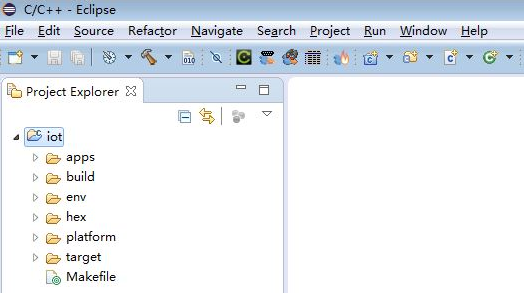 C/C++ - Eclipse
File Edit Source Refactor Navigate Search Project Run Window Help
010
Project Explorer
iot
apps
build
env
hex
platform
target
Makefile